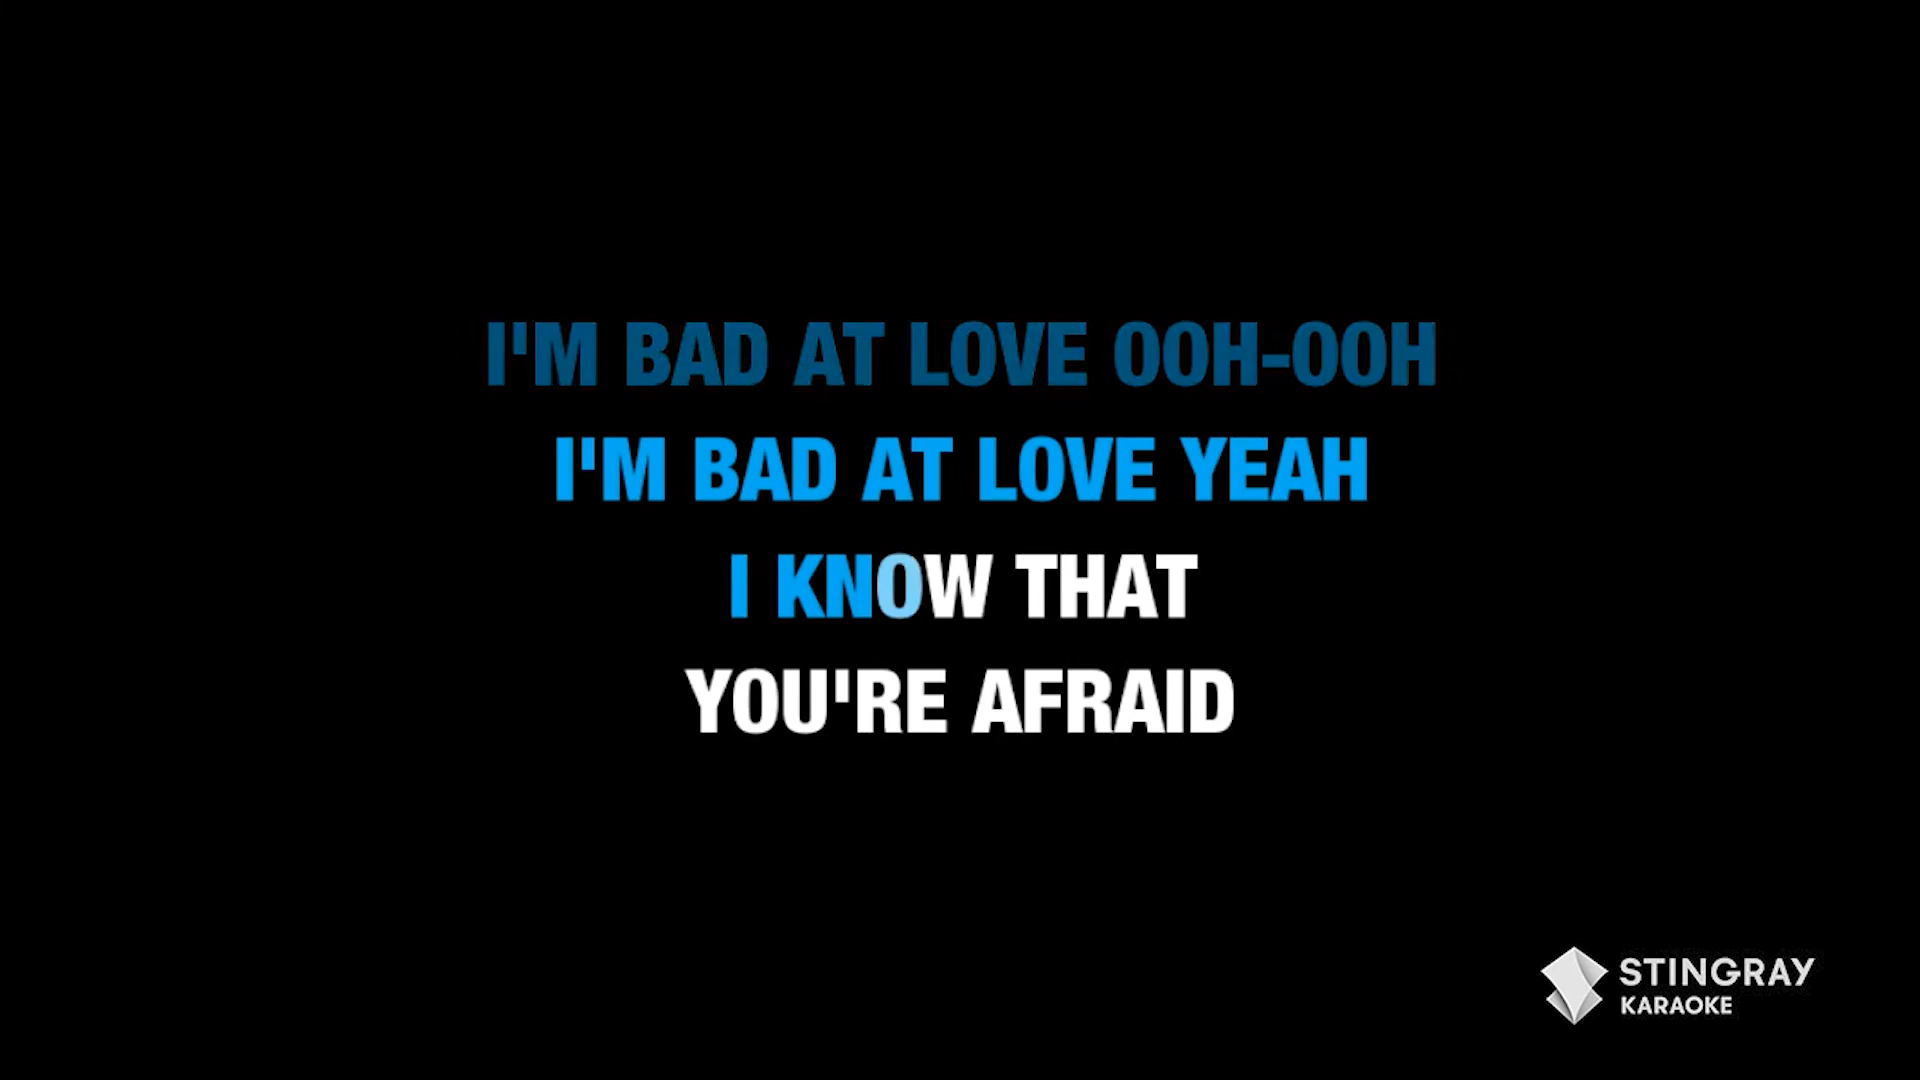 I'M BAD AT LOVE OOH-OOH
I'M BAD AT LOVE YEAH
I KNOW THAT
YOU'RE AFRAID
STINGRAY
KARAOKE